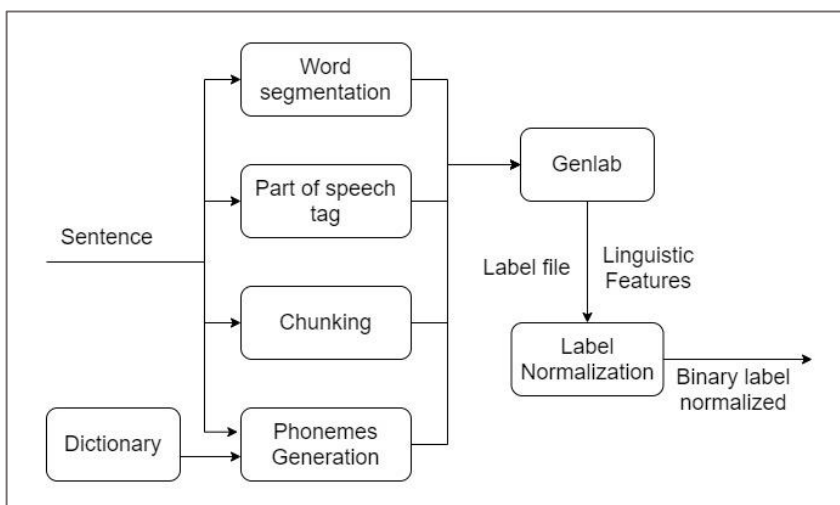 Word
segmentation
Genlab
Part of speech
tag
Sentence
Label file
Linguistic
Features
Chunking
Label
Normalization
Binary label
normalized
Dictionary
Phonemes
Generation